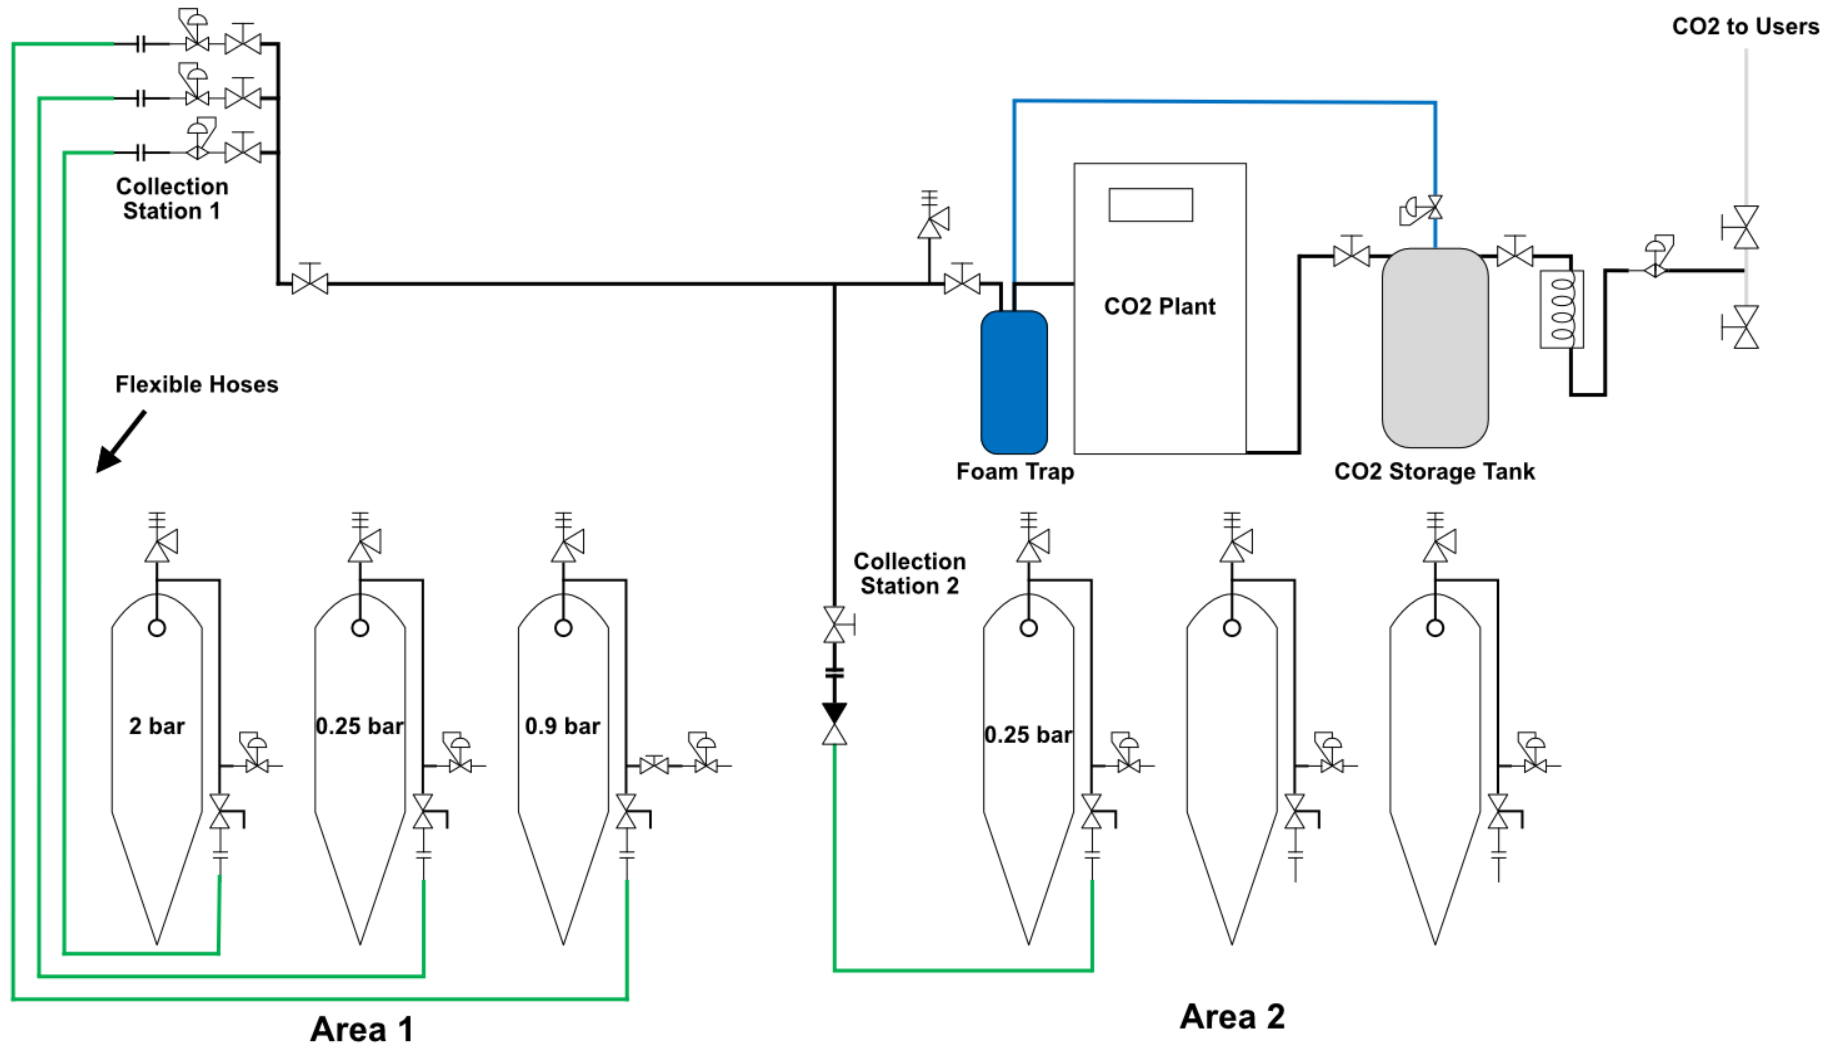 CO2 to Users
Collection
Station 1
CO2 Plant
Flexible Hoses
Foam Trap
CO2 Storage Tank
Collection
Station 2
2 bar
0.25 bar
0.9 bar
0.25 bar
Area 1
Area 2